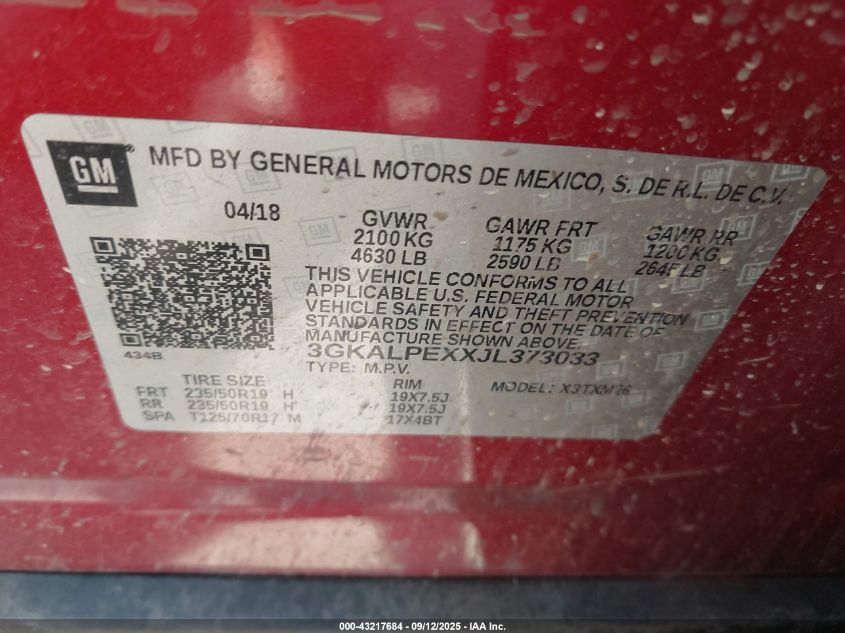 GM
MFD BY GENERAL MOTORS DE MEXICO, S. DE R.L. DE C.V.
04/18 GVWR GAWR FRT GAWR RR
2100 KG 1175 KG 1200 KG
4630 LB 2590 LB 2645 LB
THIS VEHICLE CONFORMS TO ALL
APPLICABLE U.S. FEDERAL MOTOR
VEHICLE SAFETY AND THEFT PREVENTION
STANDARDS IN EFFECT ON THE DATE OF
MANUFACTURE SHOWN ABOVE.
434B 3GKALPEXXJL373033
TYPE: M.P.V. MODEL: X3TXM26
TIRE SIZE RIM
FRT 235/50R19 H 19X7.5J
RR 235/50R19 H 19X7.5J
SPA T125/70R17 M 17X4BT
000-43217684 - 09/12/2025 - IAA Inc.